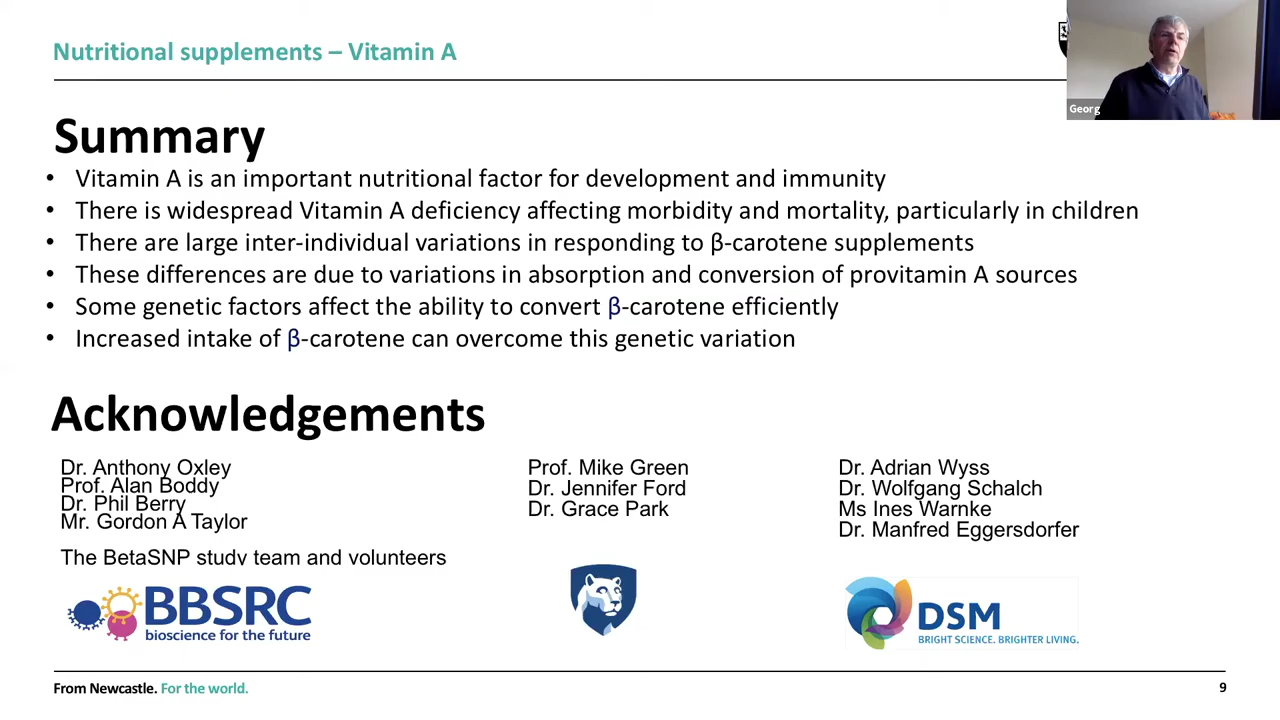 Nutritional supplements – Vitamin A
Georg
Summary
• Vitamin A is an important nutritional factor for development and immunity
• There is widespread Vitamin A deficiency affecting morbidity and mortality, particularly in children
• There are large inter-individual variations in responding to β-carotene supplements
• These differences are due to variations in absorption and conversion of provitamin A sources
• Some genetic factors affect the ability to convert β-carotene efficiently
• Increased intake of β-carotene can overcome this genetic variation
Acknowledgements
Dr. Anthony Oxley
Prof. Alan Boddy
Dr. Phil Berry
Mr. Gordon A Taylor
The BetaSNP study team and volunteers
Prof. Mike Green
Dr. Jennifer Ford
Dr. Grace Park
Dr. Adrian Wyss
Dr. Wolfgang Schalch
Ms Ines Warnke
Dr. Manfred Eggersdorfer
BBSRC
bioscience for the future
DSM
BRIGHT SCIENCE. BRIGHTER LIVING.
From Newcastle. For the world.
9